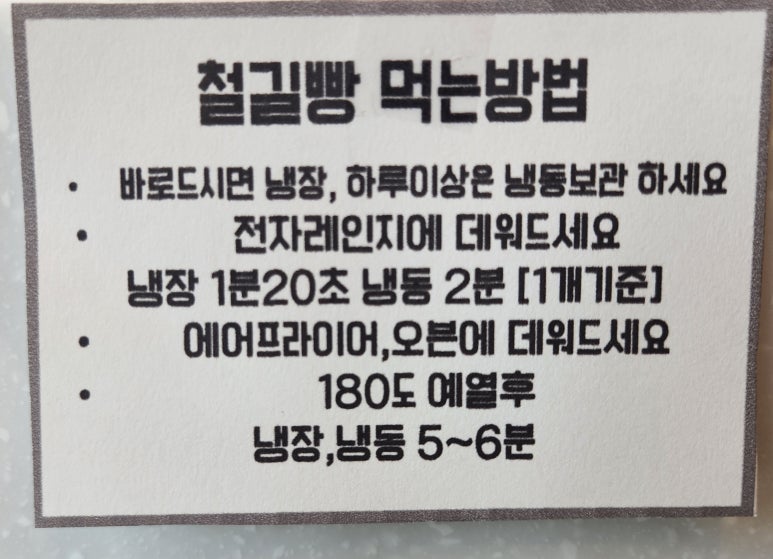 철길빵 먹는방법
• 바로드시면 냉장, 하루이상은 냉동보관 하세요
• 전자레인지에 데워드세요
냉장 1분20초 냉동 2분 [1개기준]
• 에어프라이어,오븐에 데워드세요
• 180도 예열후
냉장,냉동 5~6분